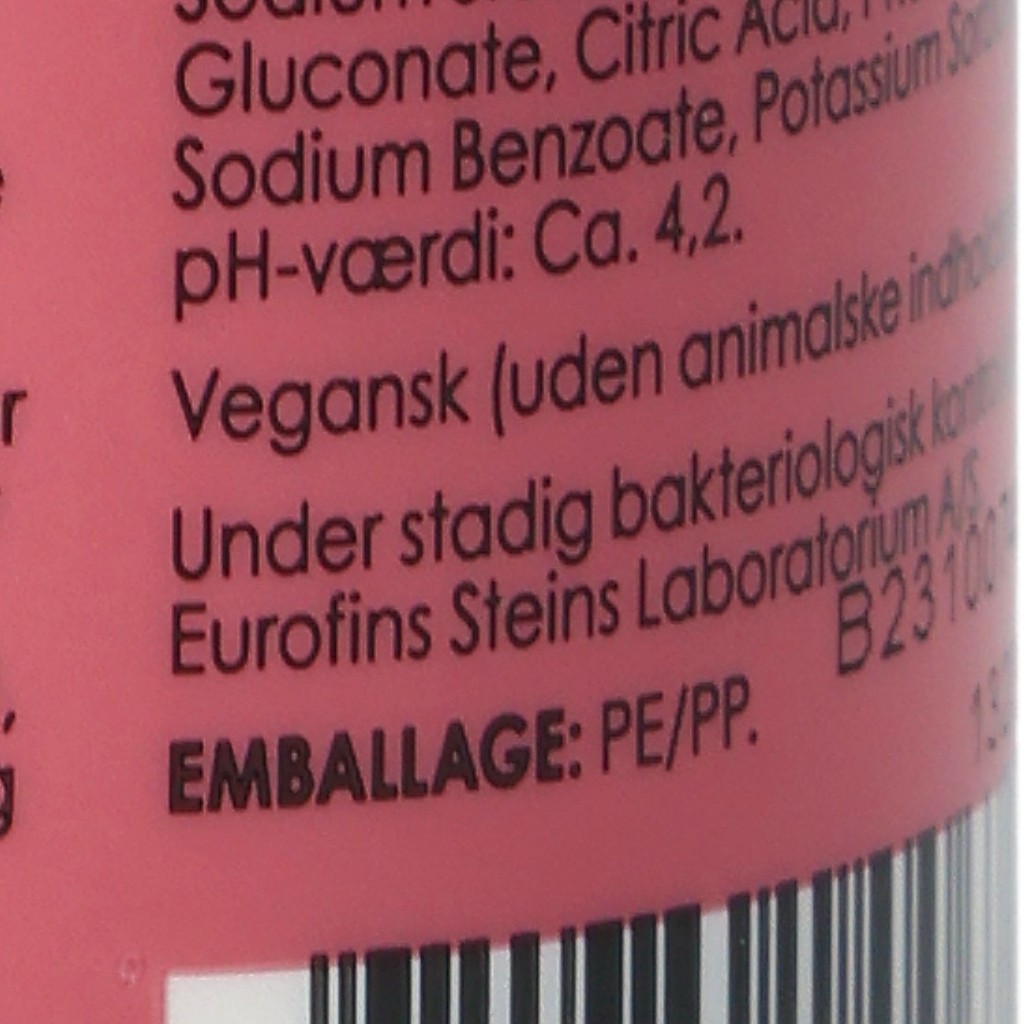 Gluconate, Citric Acid,
Sodium Benzoate, Potassium
pH-værdi: Ca. 4,2.
Vegansk (uden animalske
Under stadig bakteriologisk
Eurofins Steins Laboratorium A/S
EMBALLAGE: PE/PP.